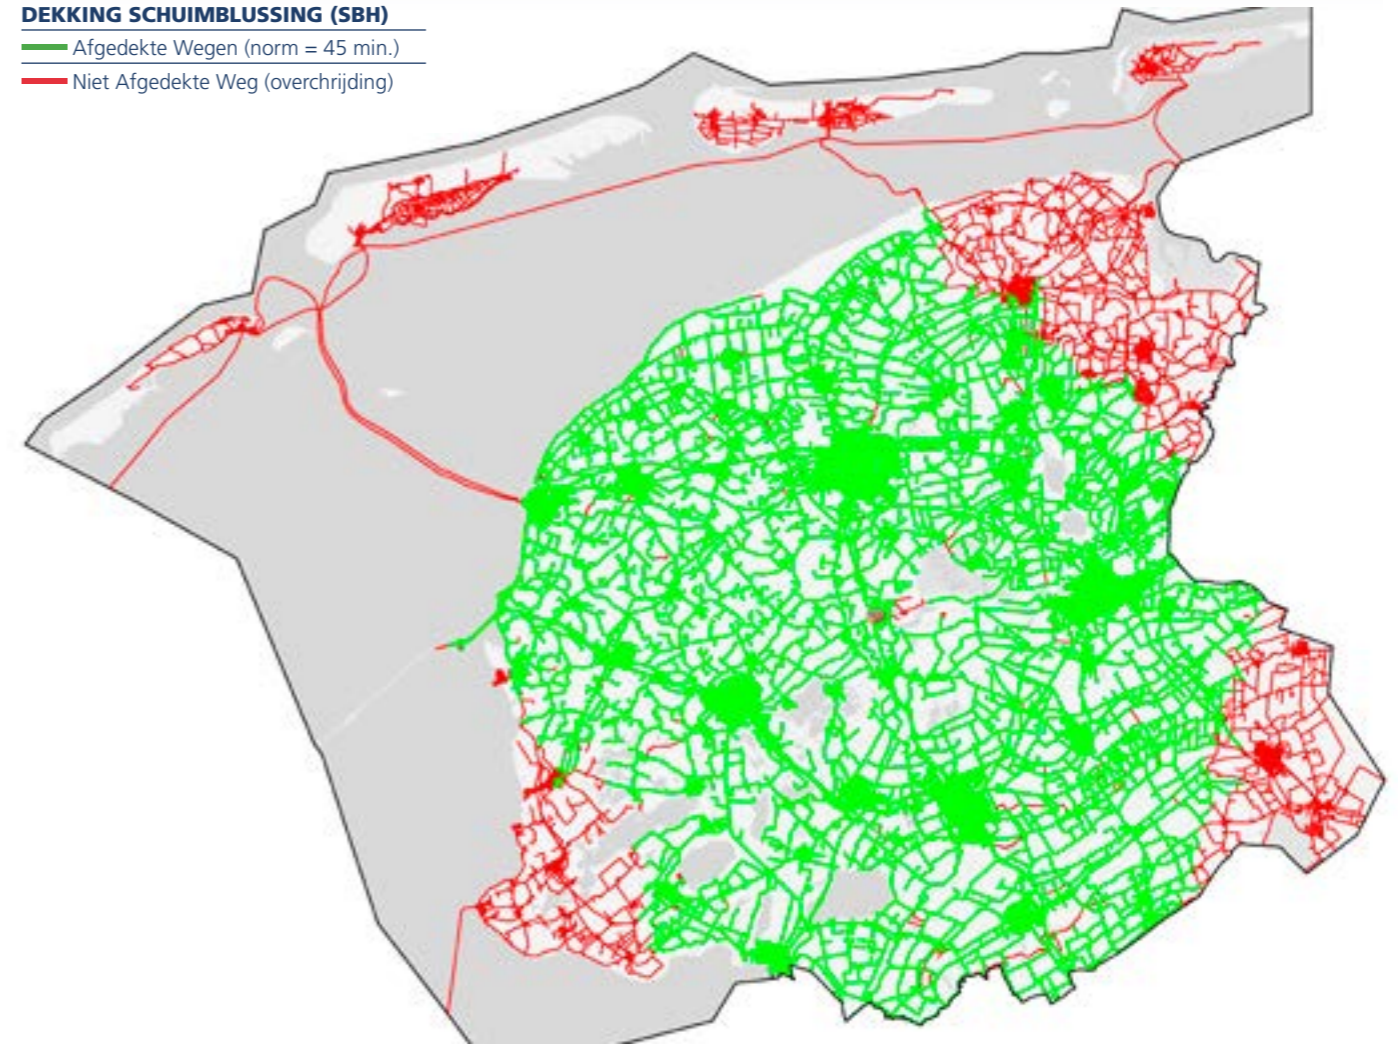 DEKKING SCHUIMBLUSSING (SBH)
Afgedekte Wegen (norm = 45 min.)
Niet Afgedekte Weg (overchrijding)